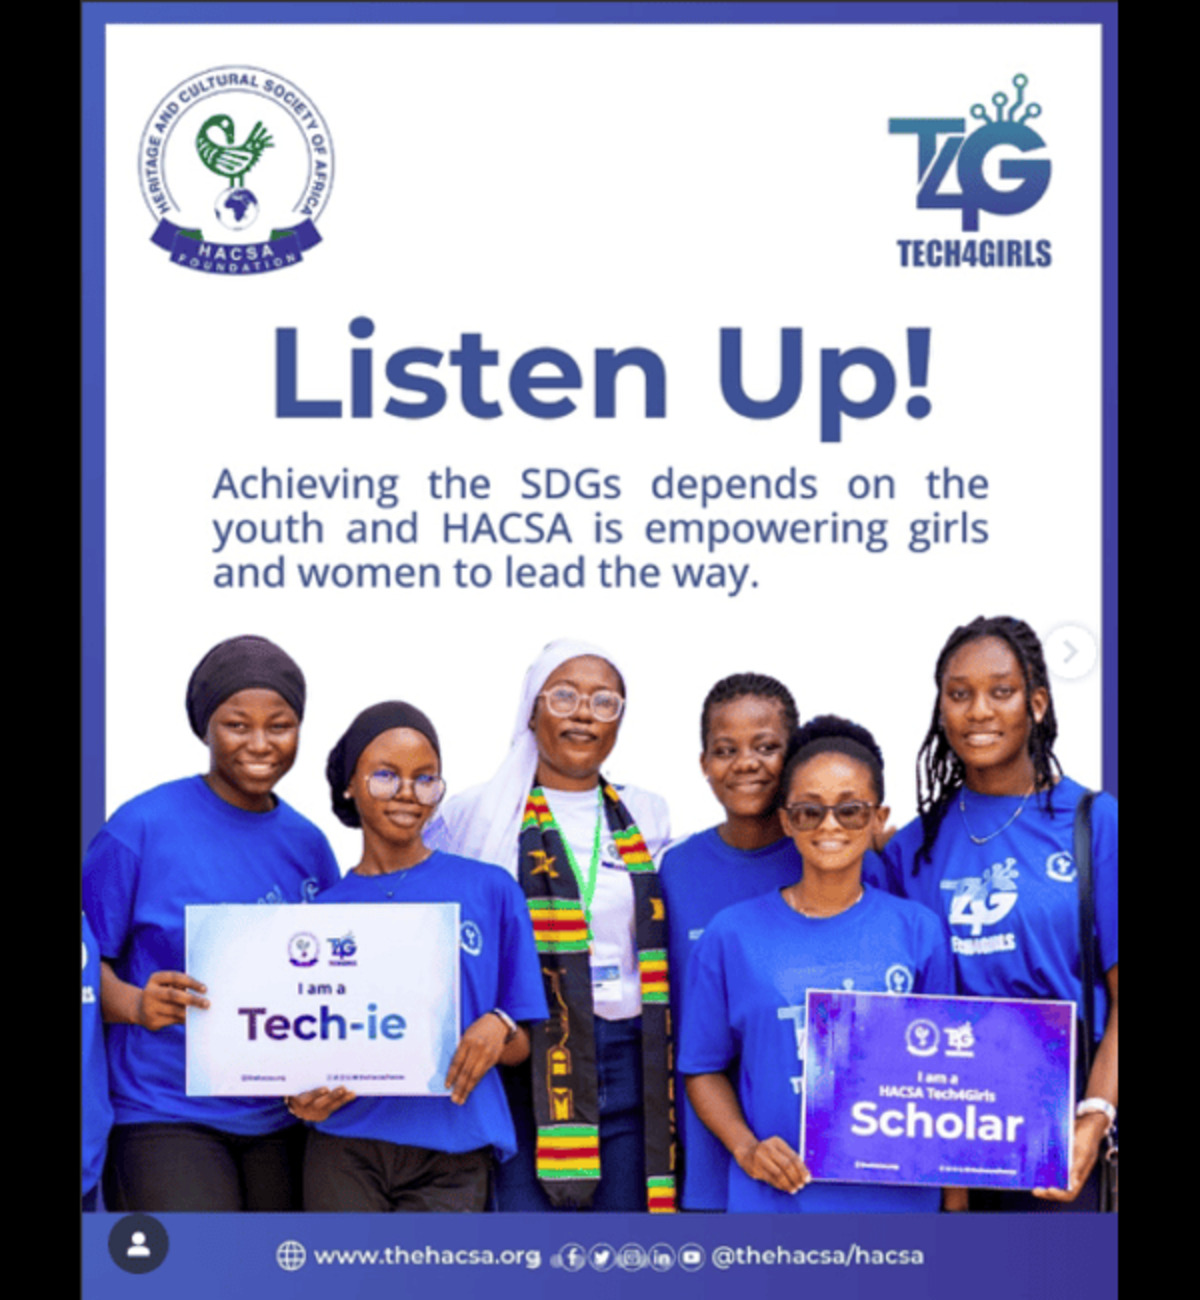 HERITAGE AND CULTURAL SOCIETY OF AFRICA
HACSA
FOUNDATION
T4G
TECH4GIRLS
Listen Up!
Achieving the SDGs depends on the
youth and HACSA is empowering girls
and women to lead the way.
T4G
TECH4GIRLS
T4G
I am a
Tech-ie
T4G
I am a
HACSA Tech4Girls
Scholar
www.thehacsa.org @thehacsa/hacsa